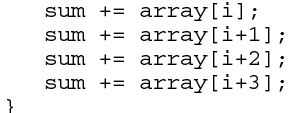 sum += array[i];
sum += array[i+1];
sum += array[i+2];
sum += array[i+3];
}